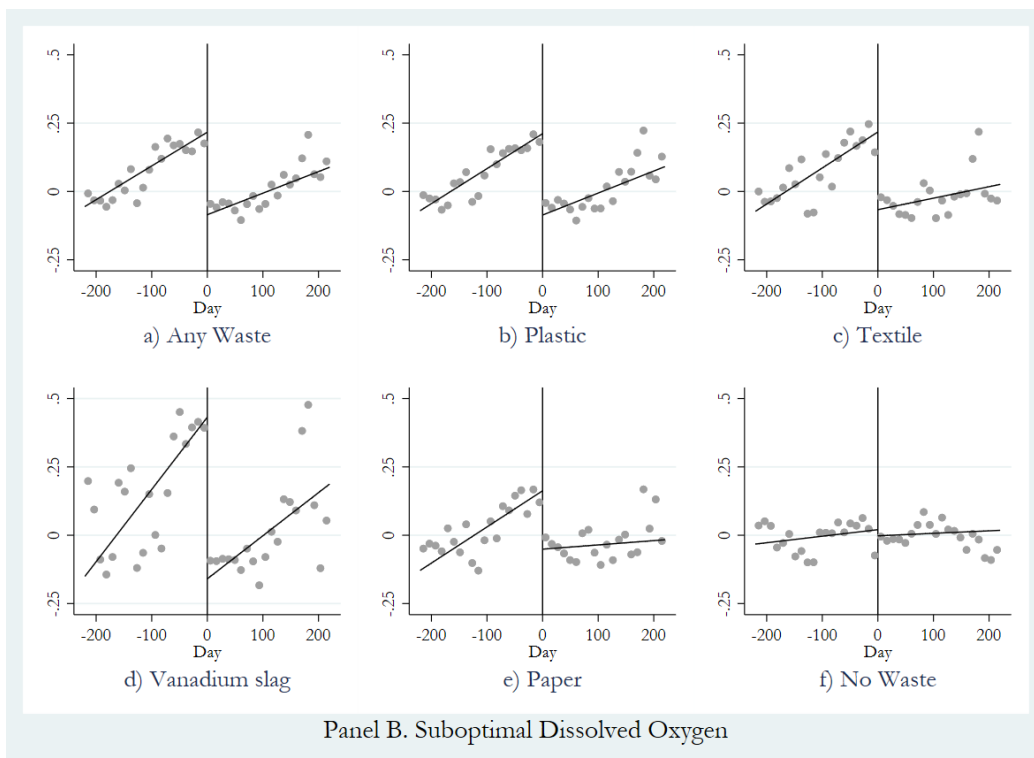 .5
.25
0
-.25
-200 -100 0 100 200
Day
a) Any Waste
.5
.25
0
-.25
-200 -100 0 100 200
Day
b) Plastic
.5
.25
0
-.25
-200 -100 0 100 200
Day
c) Textile
.5
.25
0
-.25
-200 -100 0 100 200
Day
d) Vanadium slag
.5
.25
0
-.25
-200 -100 0 100 200
Day
e) Paper
.5
.25
0
-.25
-200 -100 0 100 200
Day
f) No Waste
Panel B. Suboptimal Dissolved Oxygen